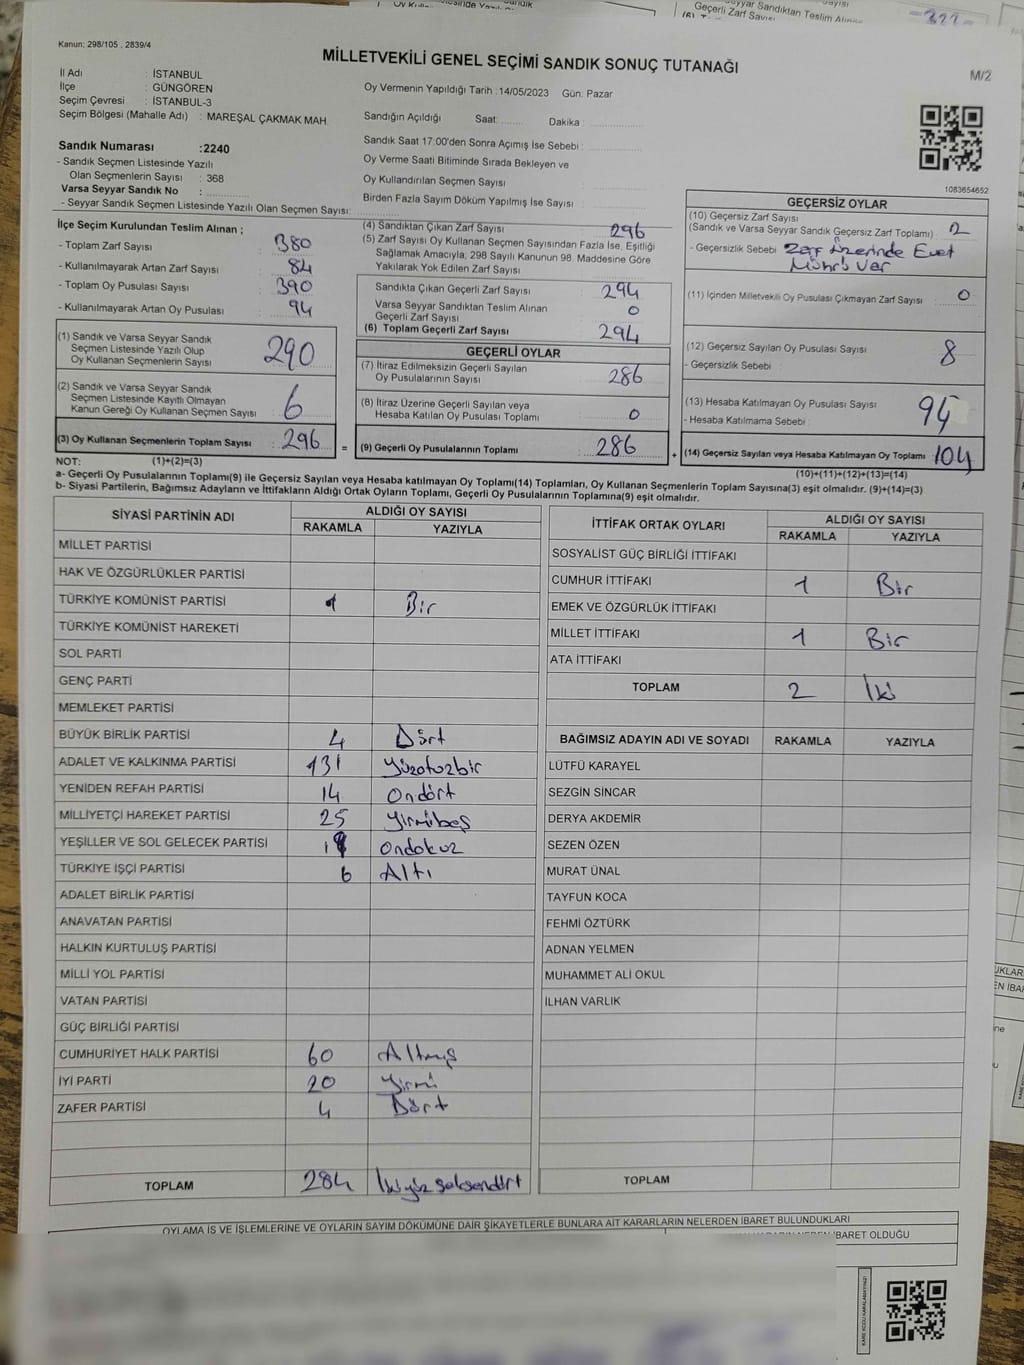 Kanun: 298/105 , 2839/4
MİLLETVEKİLİ GENEL SEÇİMİ SANDIK SONUÇ TUTANAĞI
M/2
İl Adı : İSTANBUL
İlçe : GÜNGÖREN
Seçim Çevresi : İSTANBUL-3
Seçim Bölgesi (Mahalle Adı) : MAREŞAL ÇAKMAK MAH.
Oy Vermenin Yapıldığı Tarih :14/05/2023 Gün: Pazar
Sandığın Açıldığı Saat: Dakika :
Sandık Saat 17:00'den Sonra Açımış İse Sebebi :
Oy Verme Saati Bitiminde Sırada Bekleyen ve
Oy Kullandırılan Seçmen Sayısı :
Birden Fazla Sayım Döküm Yapılmış İse Sayısı :
Sandık Numarası :2240
- Sandık Seçmen Listesinde Yazılı
Olan Seçmenlerin Sayısı : 368
Varsa Seyyar Sandık No :
- Seyyar Sandık Seçmen Listesinde Yazılı Olan Seçmen Sayısı:
1083654652
İlçe Seçim Kurulundan Teslim Alınan ;
- Toplam Zarf Sayısı : 380
- Kullanılmayarak Artan Zarf Sayısı : 84
- Toplam Oy Pusulası Sayısı : 390
- Kullanılmayarak Artan Oy Pusulası : 94
(1) Sandık ve Varsa Seyyar Sandık
Seçmen Listesinde Yazılı Olup
Oy Kullanan Seçmenlerin Sayısı : 290
(2) Sandık ve Varsa Seyyar Sandık
Seçmen Listesinde Kayıtlı Olmayan
Kanun Gereği Oy Kullanan Seçmen Sayısı : 6
(3) Oy Kullanan Seçmenlerin Toplam Sayısı : 296 =
(4) Sandıktan Çıkan Zarf Sayısı : 296
(5) Zarf Sayısı Oy Kullanan Seçmen Sayısından Fazla İse, Eşitliği
Sağlamak Amacıyla, 298 Sayılı Kanunun 98. Maddesine Göre
Yakılarak Yok Edilen Zarf Sayısı :
Sandıkta Çıkan Geçerli Zarf Sayısı : 294
Varsa Seyyar Sandıktan Teslim Alınan
Geçerli Zarf Sayısı : 0
(6) Toplam Geçerli Zarf Sayısı : 294
GEÇERLİ OYLAR
(7) İtiraz Edilmeksizin Geçerli Sayılan
Oy Pusulalarının Sayısı : 286
(8) İtiraz Üzerine Geçerli Sayılan veya
Hesaba Katılan Oy Pusulası Toplamı : 0
(9) Geçerli Oy Pusulalarının Toplamı : 286 +
GEÇERSİZ OYLAR
(10) Geçersiz Zarf Sayısı
(Sandık ve Varsa Seyyar Sandık Geçersiz Zarf Toplamı) : 2
- Geçersizlik Sebebi : Zarf üzerinde Evet
Mührü Var
(11) İçinden Milletvekili Oy Pusulası Çıkmayan Zarf Sayısı : 0
(12) Geçersiz Sayılan Oy Pusulası Sayısı : 8
- Geçersizlik Sebebi :
(13) Hesaba Katılmayan Oy Pusulası Sayısı : 94
- Hesaba Katılmama Sebebi :
(14) Geçersiz Sayılan veya Hesaba Katılmayan Oy Toplamı : 104
NOT: (1)+(2)=(3) (10)+(11)+(12)+(13)=(14)
a- Geçerli Oy Pusulalarının Toplamı(9) ile Geçersiz Sayılan veya Hesaba katılmayan Oy Toplamı(14) Toplamları, Oy Kullanan Seçmenlerin Toplam Sayısına(3) eşit olmalıdır. (9)+(14)=(3)
b- Siyasi Partilerin, Bağımsız Adayların ve İttifakların Aldığı Ortak Oyların Toplamı, Geçerli Oy Pusulalarının Toplamına(9) eşit olmalıdır.
SİYASİ PARTİNİN ADI ALDIĞI OY SAYISI
RAKAMLA YAZIYLA
MİLLET PARTİSİ
HAK VE ÖZGÜRLÜKLER PARTİSİ
TÜRKİYE KOMÜNİST PARTİSİ 1 Bir
TÜRKİYE KOMÜNİST HAREKETİ
SOL PARTİ
GENÇ PARTİ
MEMLEKET PARTİSİ
BÜYÜK BİRLİK PARTİSİ 4 Dört
ADALET VE KALKINMA PARTİSİ 131 Yüzotuzbir
YENİDEN REFAH PARTİSİ 14 Ondört
MİLLİYETÇİ HAREKET PARTİSİ 25 Yirmibeş
YEŞİLLER VE SOL GELECEK PARTİSİ 19 Ondokuz
TÜRKİYE İŞÇİ PARTİSİ 6 Altı
ADALET BİRLİK PARTİSİ
ANAVATAN PARTİSİ
HALKIN KURTULUŞ PARTİSİ
MİLLİ YOL PARTİSİ
VATAN PARTİSİ
GÜÇ BİRLİĞİ PARTİSİ
CUMHURİYET HALK PARTİSİ 60 Altmış
İYİ PARTİ 20 Yirmi
ZAFER PARTİSİ 4 Dört
TOPLAM 284 İkiyüz seksendört
İTTİFAK ORTAK OYLARI ALDIĞI OY SAYISI
RAKAMLA YAZIYLA
SOSYALİST GÜÇ BİRLİĞİ İTTİFAKI
CUMHUR İTTİFAKI 1 Bir
EMEK VE ÖZGÜRLÜK İTTİFAKI
MİLLET İTTİFAKI 1 Bir
ATA İTTİFAKI
TOPLAM 2 İki
BAĞIMSIZ ADAYIN ADI VE SOYADI RAKAMLA YAZIYLA
LÜTFÜ KARAYEL
SEZGİN SİNCAR
DERYA AKDEMİR
SEZEN ÖZEN
MURAT ÜNAL
TAYFUN KOCA
FEHMİ ÖZTÜRK
ADNAN YELMEN
MUHAMMET ALİ OKUL
İLHAN VARLIK
TOPLAM
OYLAMA İŞ VE İŞLEMLERİNE VE OYLARIN SAYIM DÖKÜMÜNE DAİR ŞİKAYETLERLE BUNLARA AİT KARARLARIN NELERDEN İBARET BULUNDUKLARI
İBARET OLDUĞU